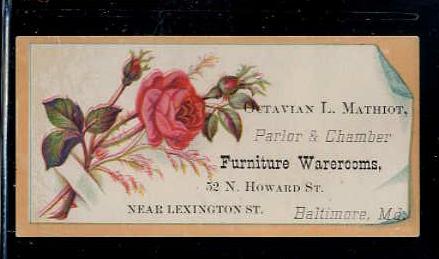 OCTAVIAN L. MATHIOT,
Parlor & Chamber
Furniture Warerooms,
52 N. HOWARD ST.
NEAR LEXINGTON ST.
Baltimore, Md.